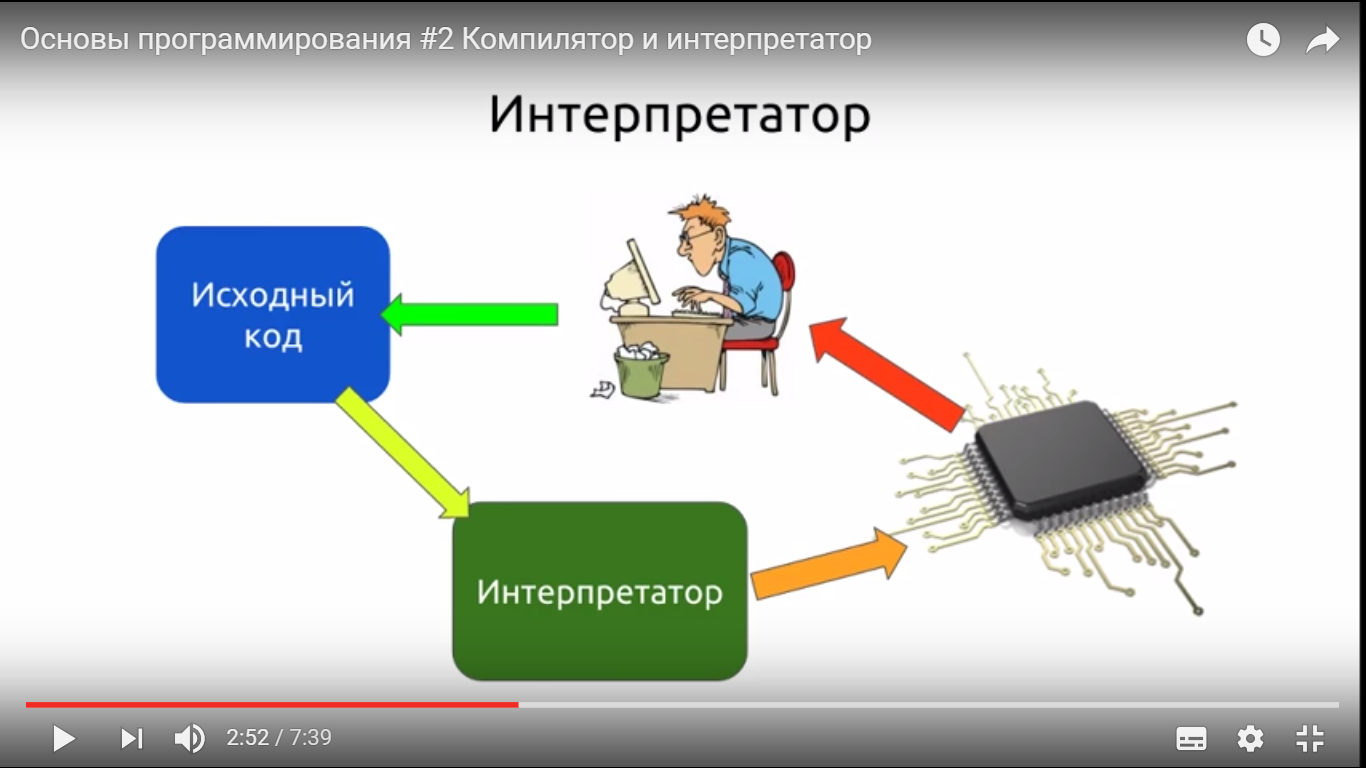 Основы программирования #2 Компилятор и интерпретатор
Интерпретатор
Исходный
код
Интерпретатор
2:52 / 7:39